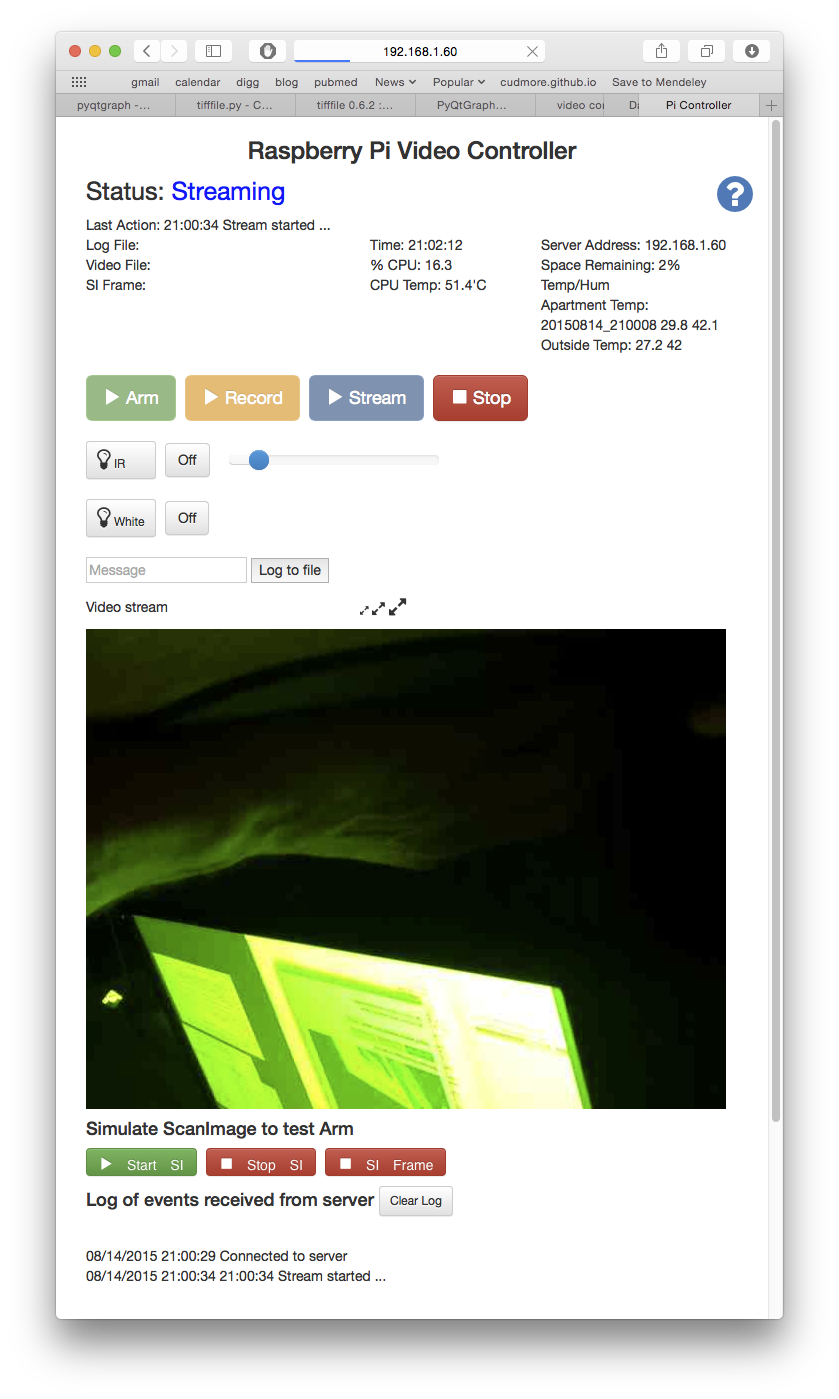 192.168.1.60
gmail calendar digg blog pubmed News Popular cudmore.github.io Save to Mendeley
pyqtgraph -... tifffile.py - C... tifffile 0.6.2 :... PyQtGraph... video cor Da Pi Controller
Raspberry Pi Video Controller
Status: Streaming
?
Last Action: 21:00:34 Stream started ...
Log File: Time: 21:02:12 Server Address: 192.168.1.60
Video File: % CPU: 16.3 Space Remaining: 2%
SI Frame: CPU Temp: 51.4'C Temp/Hum
Apartment Temp:
20150814_210008 29.8 42.1
Outside Temp: 27.2 42
Arm Record Stream Stop
IR Off
White Off
Message Log to file
Video stream
Simulate ScanImage to test Arm
Start SI Stop SI SI Frame
Log of events received from server Clear Log
08/14/2015 21:00:29 Connected to server
08/14/2015 21:00:34 21:00:34 Stream started ...